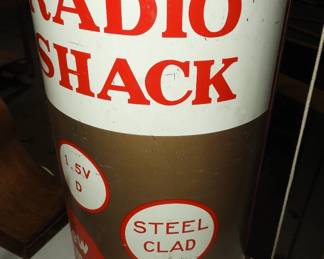 RADIO
SHACK
1.5V
D
STEEL
CLAD